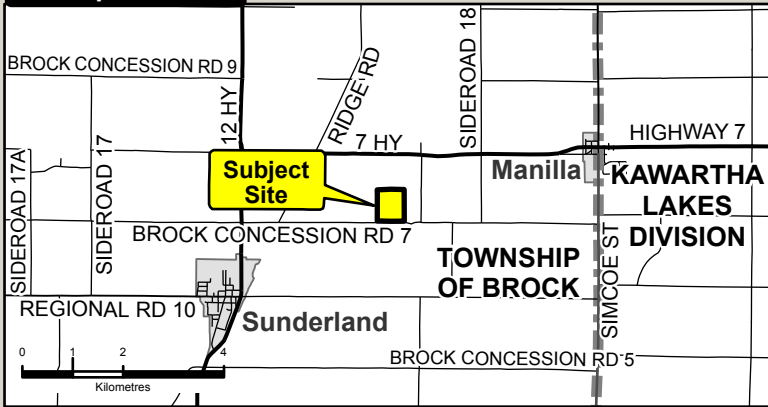 BROCK CONCESSION RD 9
SIDEROAD 17A
SIDEROAD 17
12 HY
RIDGE RD
7 HY
SIDEROAD 18
HIGHWAY 7
Manilla
KAWARTHA
LAKES
DIVISION
Subject
Site
BROCK CONCESSION RD 7
TOWNSHIP
OF BROCK
SIMCOE ST
REGIONAL RD 10
Sunderland
BROCK CONCESSION RD 5
0 1 2 4
Kilometres